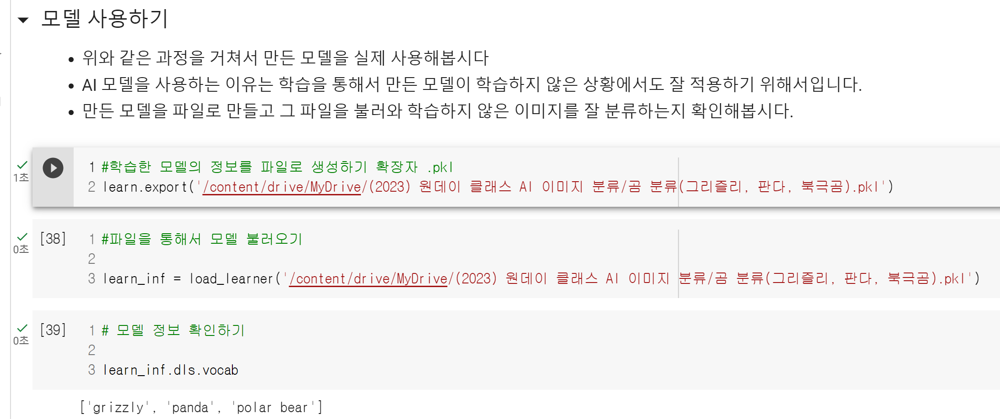 모델 사용하기
위와 같은 과정을 거쳐서 만든 모델을 실제 사용해봅시다
AI 모델을 사용하는 이유는 학습을 통해서 만든 모델이 학습하지 않은 상황에서도 잘 적용하기 위해서입니다.
만든 모델을 파일로 만들고 그 파일을 불러와 학습하지 않은 이미지를 잘 분류하는지 확인해봅시다.
1 #학습한 모델의 정보를 파일로 생성하기 확장자 .pkl
1초
2 learn.export('/content/drive/MyDrive/(2023) 원데이 클래스 AI 이미지 분류/곰 분류(그리즐리, 판다, 북극곰).pkl')
[38] 1 #파일을 통해서 모델 불러오기
0초
2
3 learn_inf = load_learner('/content/drive/MyDrive/(2023) 원데이 클래스 AI 이미지 분류/곰 분류(그리즐리, 판다, 북극곰).pkl')
[39] 1 # 모델 정보 확인하기
0초
2
3 learn_inf.dls.vocab
['grizzly', 'panda', 'polar bear']